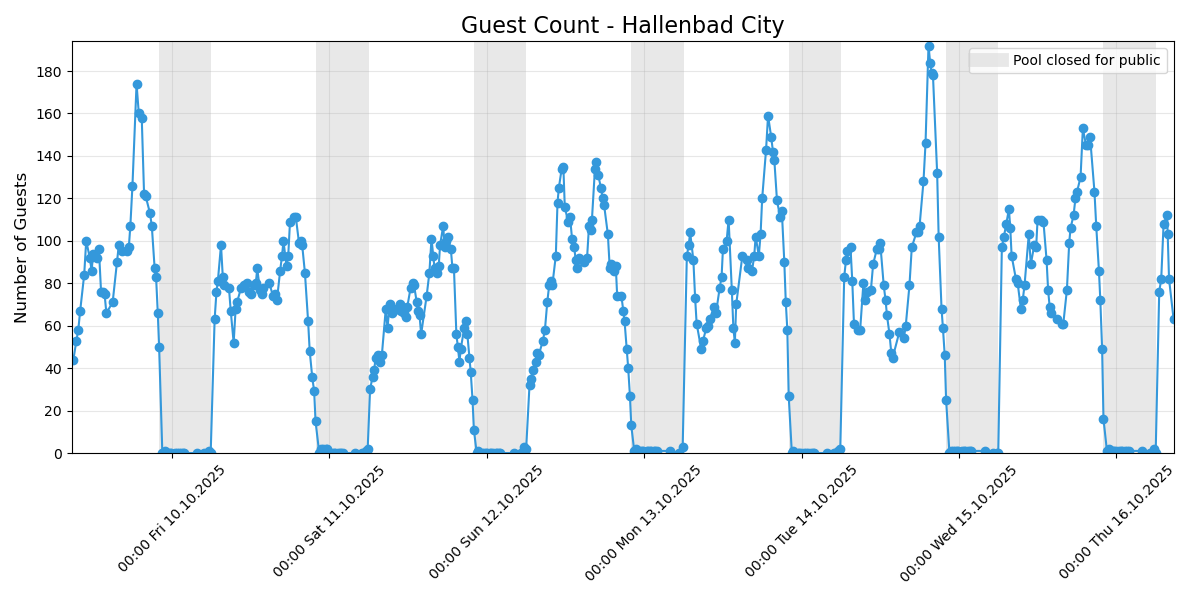 Guest Count - Hallenbad City
Pool closed for public
Number of Guests
180
160
140
120
100
80
60
40
20
0
00:00 Fri 10.10.2025
00:00 Sat 11.10.2025
00:00 Sun 12.10.2025
00:00 Mon 13.10.2025
00:00 Tue 14.10.2025
00:00 Wed 15.10.2025
00:00 Thu 16.10.2025